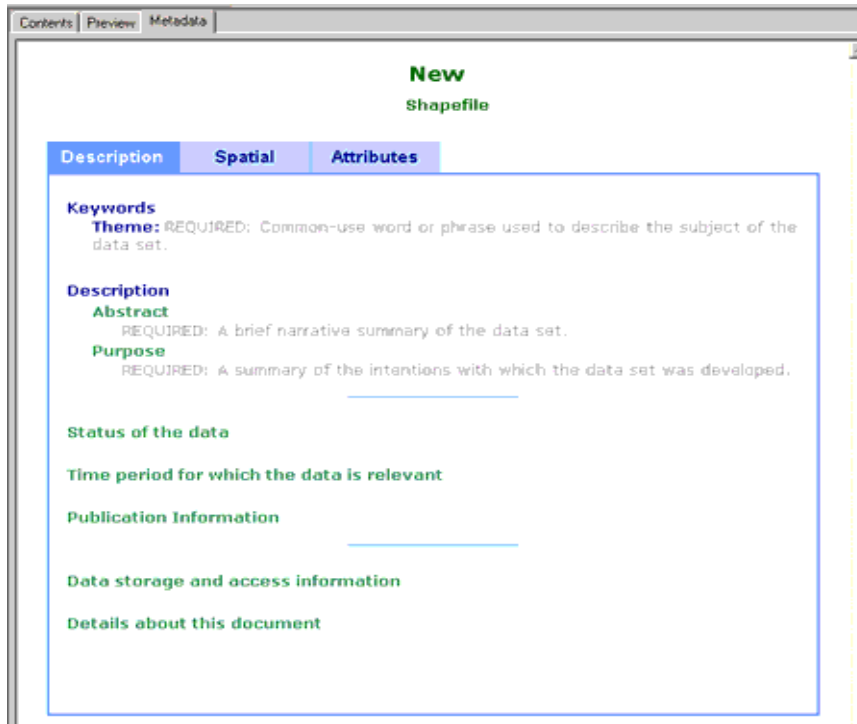 Contents Preview Metadata
New
Shapefile
Description Spatial Attributes
Keywords
Theme: REQUIRED: Common-use word or phrase used to describe the subject of the
data set.
Description
Abstract
REQUIRED: A brief narrative summary of the data set.
Purpose
REQUIRED: A summary of the intentions with which the data set was developed.
Status of the data
Time period for which the data is relevant
Publication Information
Data storage and access information
Details about this document